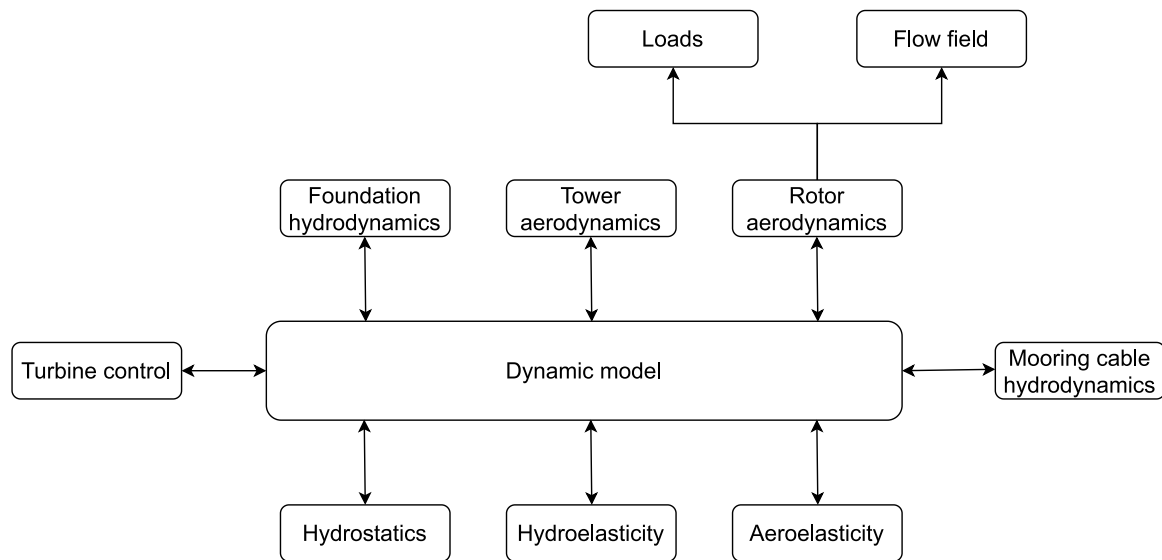 Loads
Flow field
Foundation
hydrodynamics
Tower
aerodynamics
Rotor
aerodynamics
Turbine control
Dynamic model
Mooring cable
hydrodynamics
Hydrostatics
Hydroelasticity
Aeroelasticity